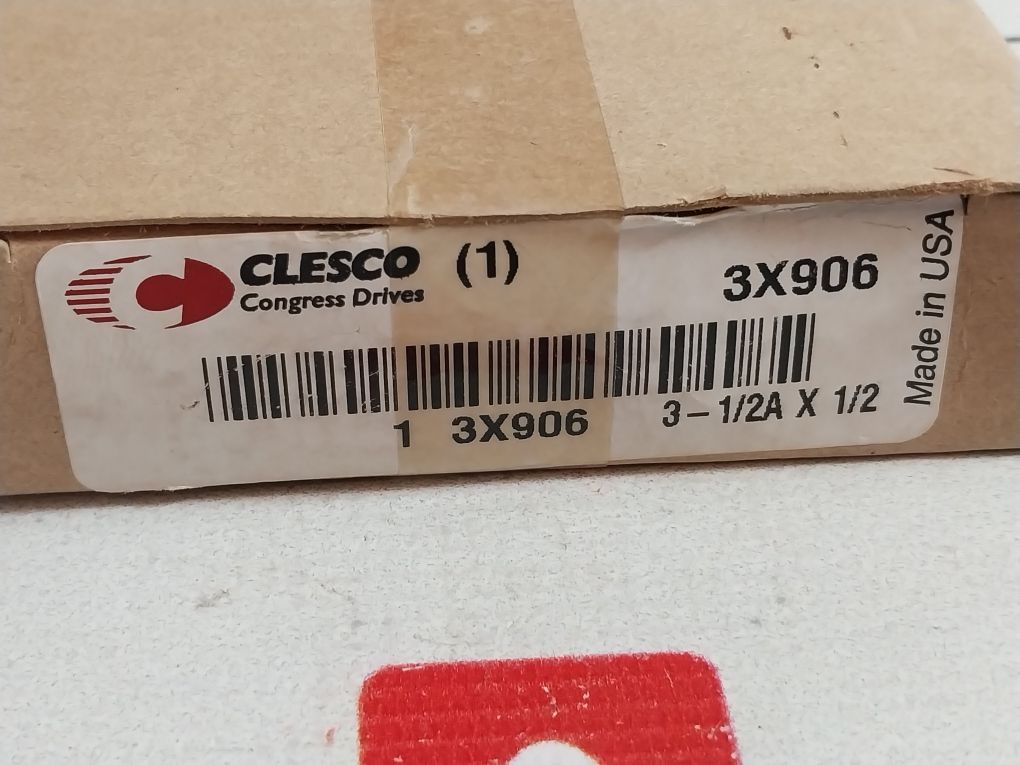 CLESCO (1)
Congress Drives
3X906
1 3X906
3-1/2A X 1/2
Made in USA